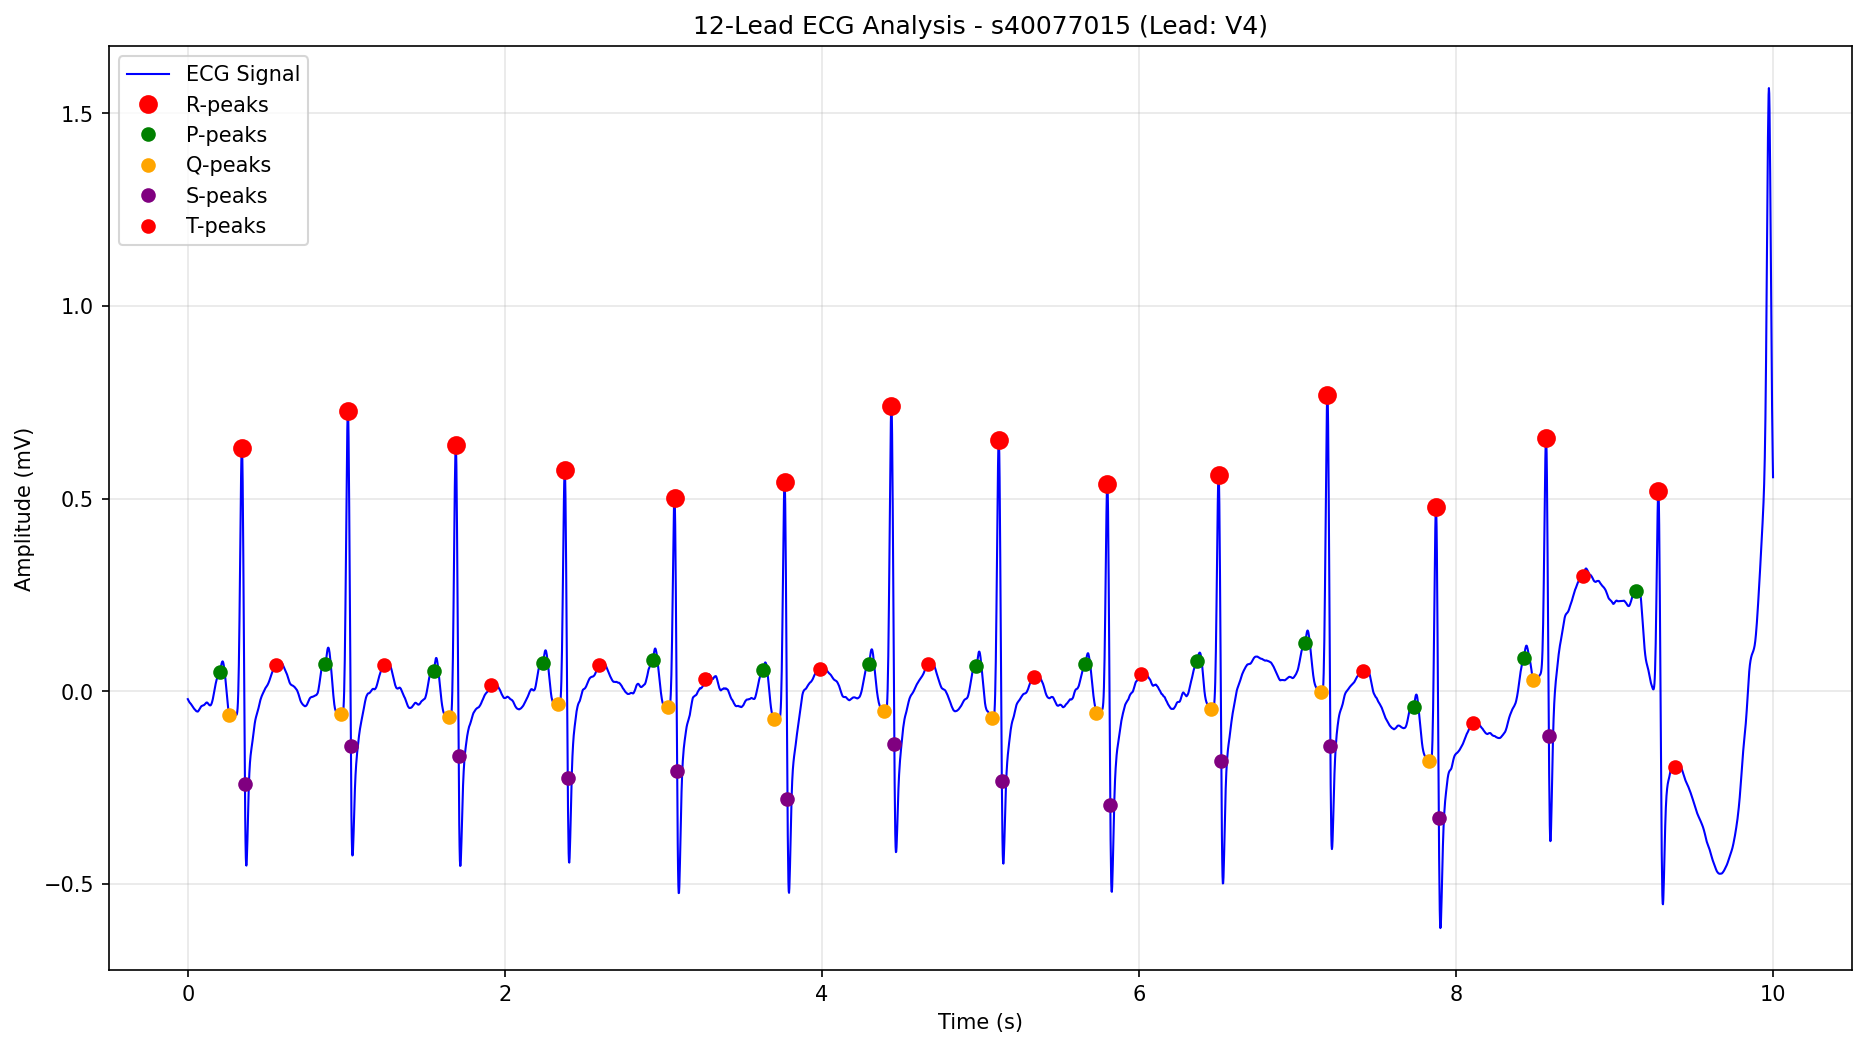 12-Lead ECG Analysis - s40077015 (Lead: V4)
ECG Signal
R-peaks
P-peaks
Q-peaks
S-peaks
T-peaks
1.5
1.0
0.5
0.0
−0.5
Amplitude (mV)
0 2 4 6 8 10
Time (s)